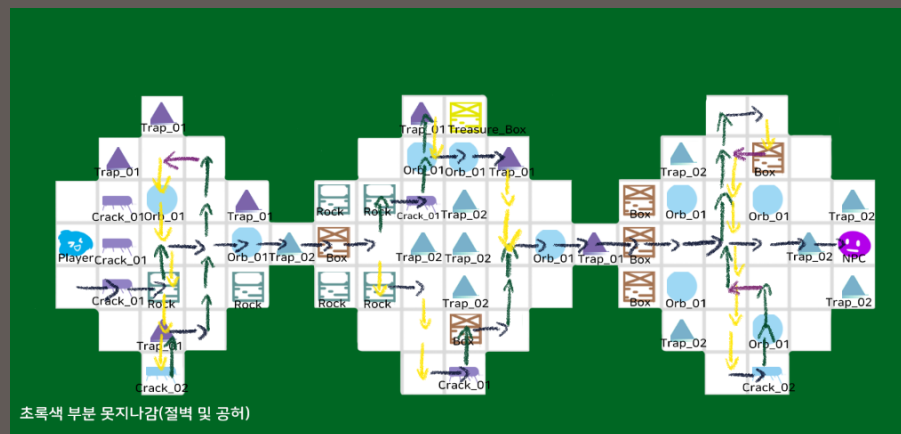 Trap_01
Trap_01 Treasure_Box
Trap_01
Orb_01
Orb_01
Trap_01
Trap_02
Box
Crack_01
Orb_01
Trap_01
Rock
Rock
Crack_01
Trap_02
Box
Orb_01
Orb_01
Trap_02
Player
Crack_01
Orb_01
Trap_02
Box
Trap_02
Trap_02
Orb_01
Trap_01
Box
Trap_02
NPC
Crack_01
Rock
Rock
Rock
Rock
Trap_02
Box
Orb_01
Trap_02
Trap_01
Box
Trap_02
Orb_01
Crack_02
Crack_01
Crack_02
초록색 부분 못지나감(절벽 및 공허)